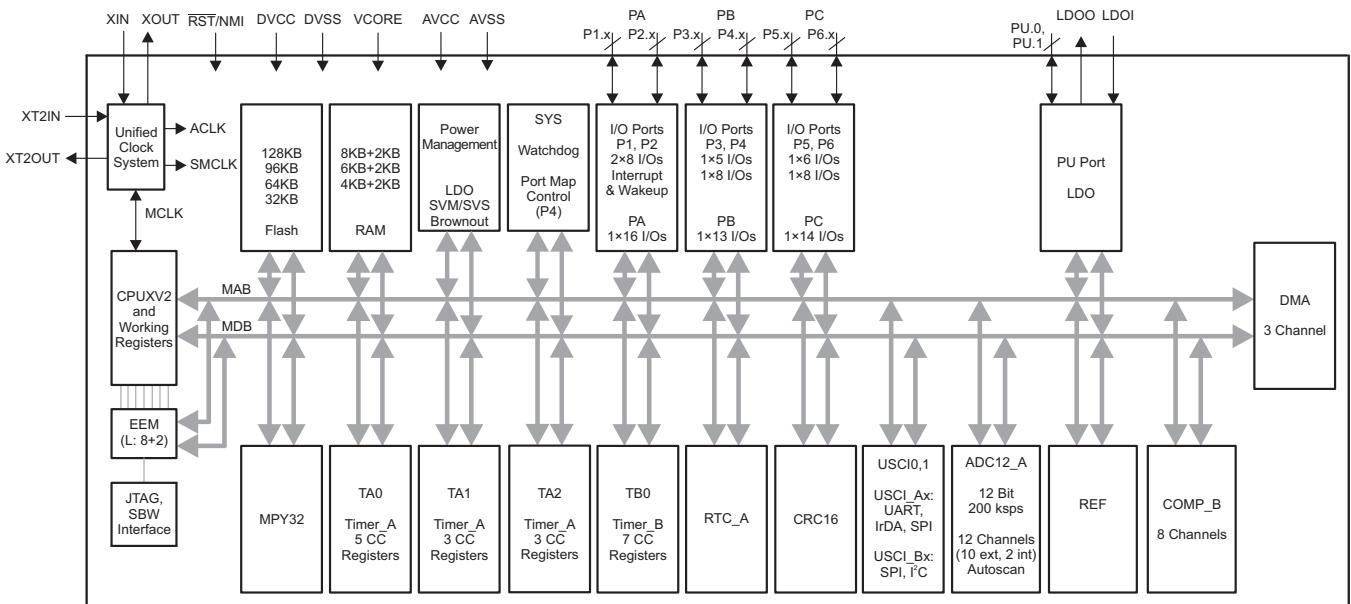 XIN XOUT RST/NMI DVCC DVSS VCORE AVCC AVSS
PA
P1.x P2.x
PB
P3.x P4.x
PC
P5.x P6.x
PU.0,
PU.1
LDOO LDOI
XT2IN
XT2OUT
Unified
Clock
System
ACLK
SMCLK
MCLK
128KB
96KB
64KB
32KB
Flash
8KB+2KB
6KB+2KB
4KB+2KB
RAM
Power
Management
LDO
SVM/SVS
Brownout
SYS
Watchdog
Port Map
Control
(P4)
I/O Ports
P1, P2
2×8 I/Os
Interrupt
& Wakeup
PA
1×16 I/Os
I/O Ports
P3, P4
1×5 I/Os
1×8 I/Os
PB
1×13 I/Os
I/O Ports
P5, P6
1×6 I/Os
1×8 I/Os
PC
1×14 I/Os
PU Port
LDO
CPUXV2
and
Working
Registers
MAB
MDB
DMA
3 Channel
EEM
(L: 8+2)
JTAG,
SBW
Interface
MPY32
TA0
Timer_A
5 CC
Registers
TA1
Timer_A
3 CC
Registers
TA2
Timer_A
3 CC
Registers
TB0
Timer_B
7 CC
Registers
RTC_A
CRC16
USCI0,1
USCI_Ax:
UART,
IrDA, SPI
USCI_Bx:
SPI, I²C
ADC12_A
12 Bit
200 ksps
12 Channels
(10 ext, 2 int)
Autoscan
REF
COMP_B
8 Channels